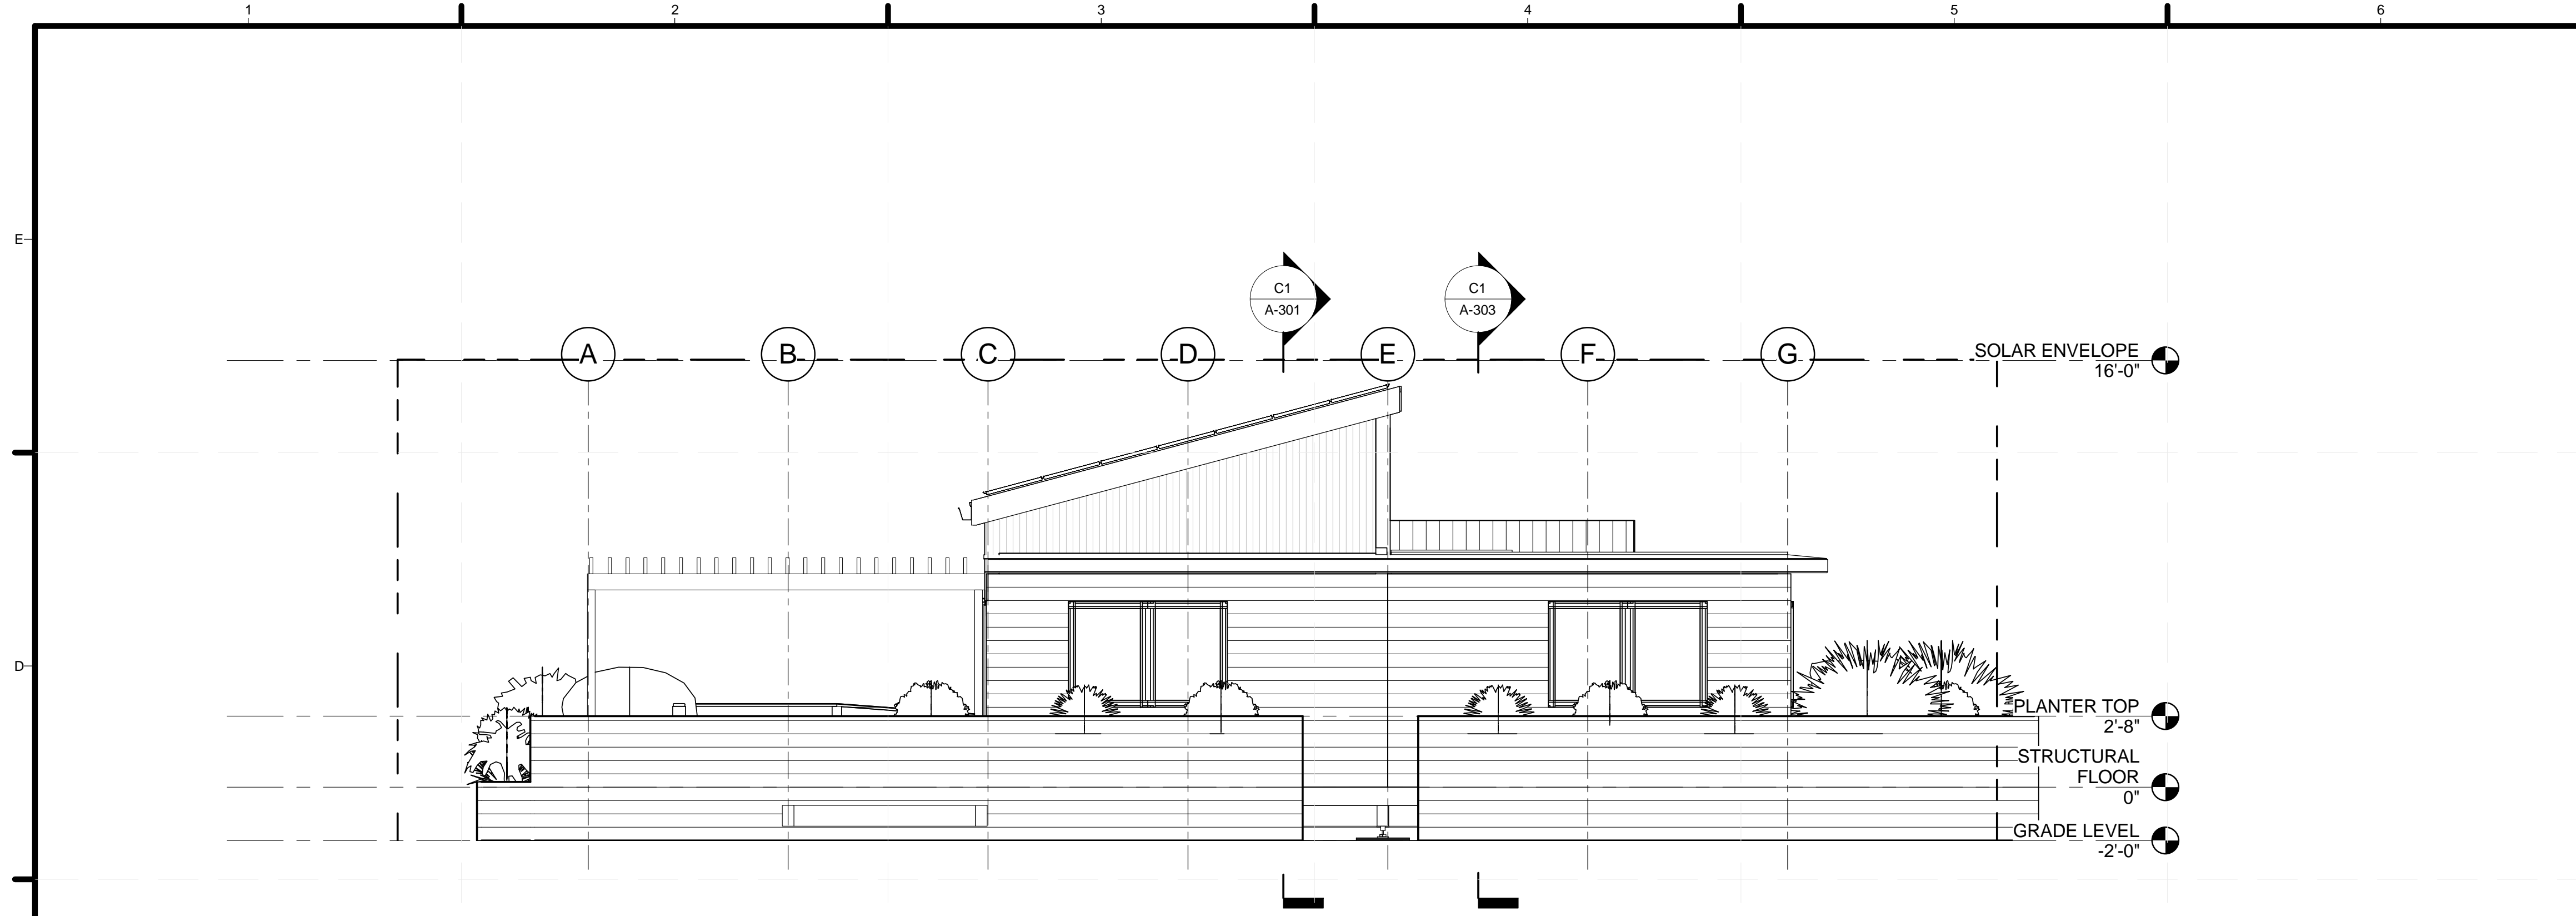 1
2
3
4
5
6
E
C1
A-301
C1
A-303
A
B
C
D
E
F
G
SOLAR ENVELOPE
16'-0"
D
PLANTER TOP
2'-8"
STRUCTURAL
FLOOR
0"
GRADE LEVEL
-2'-0"